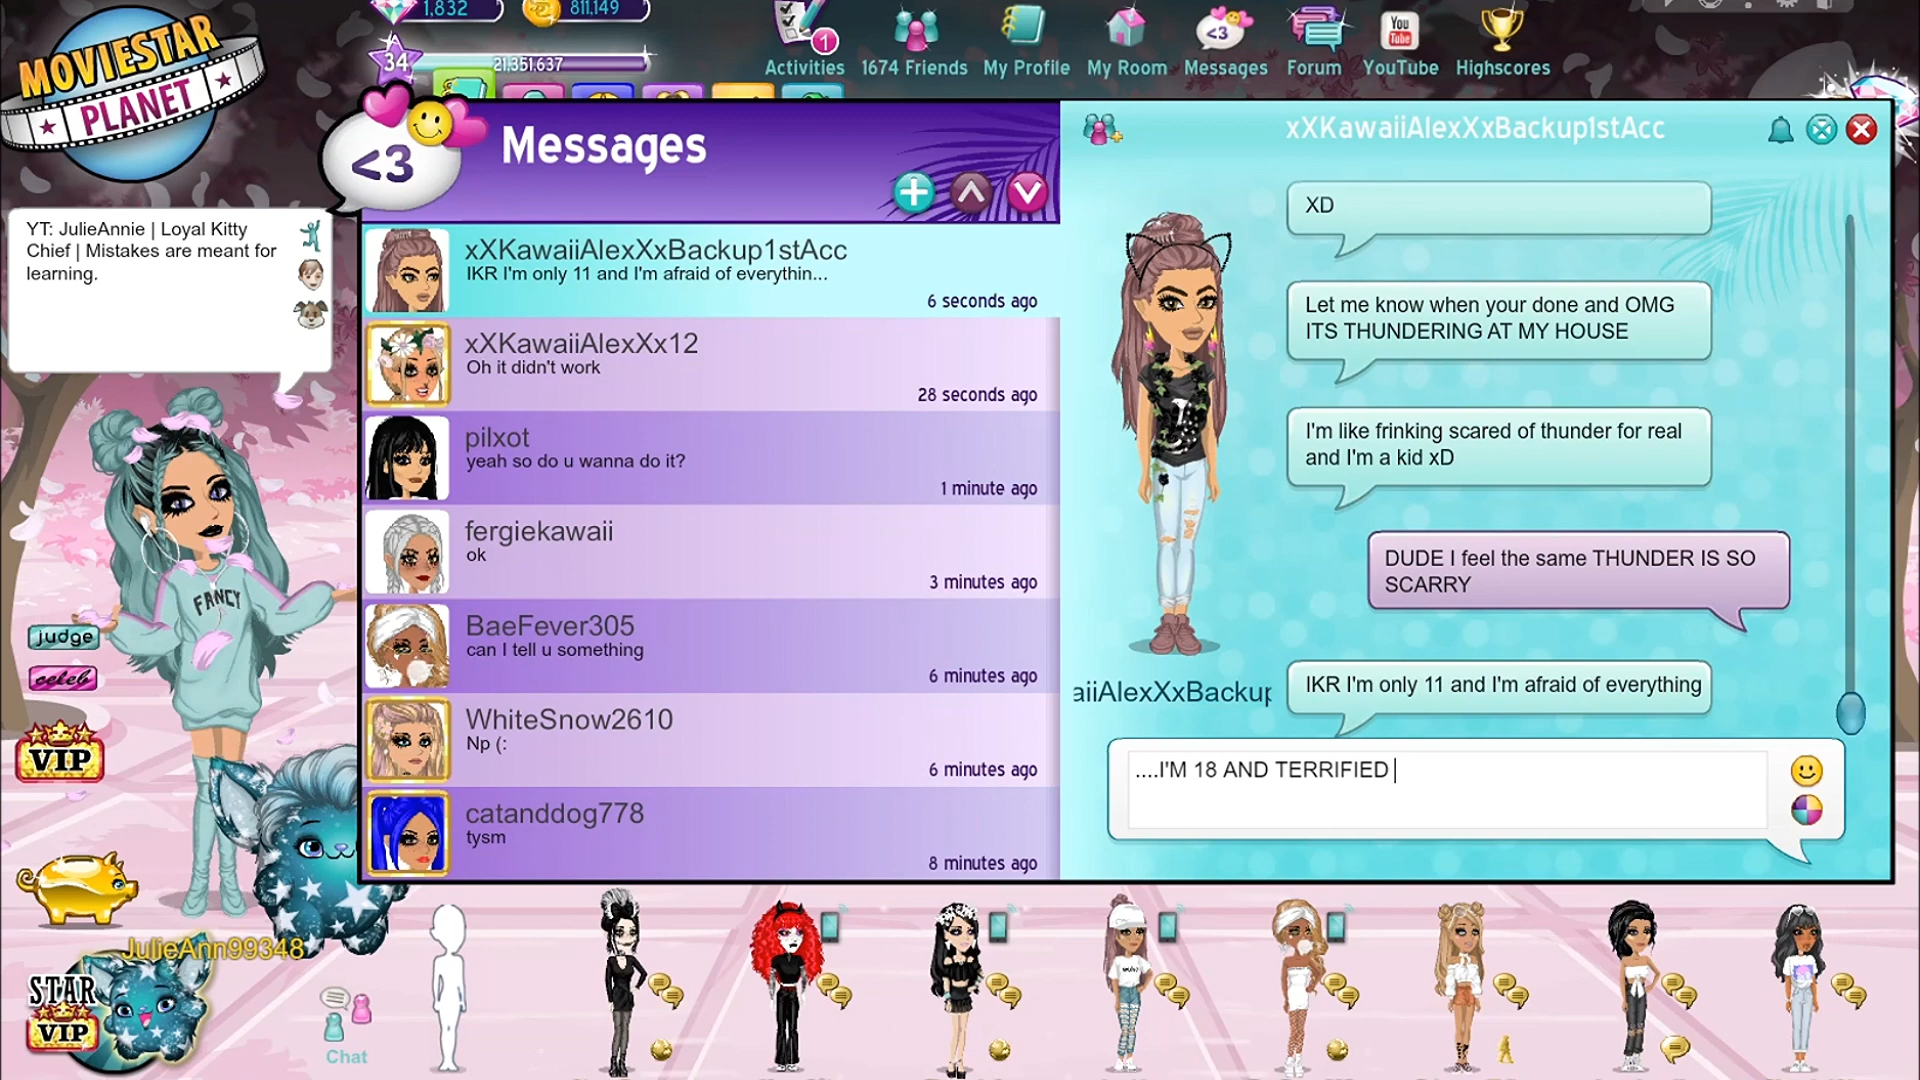 1,832
811,149
34
21,351,637
MOVIESTAR
PLANET
1
Activities
1674 Friends
My Profile
My Room
<3
Messages
Forum
You
Tube
YouTube
Highscores
<3
Messages
xXKawaiiAlexXxBackup1stAcc
YT: JulieAnnie | Loyal Kitty
Chief | Mistakes are meant for
learning.
xXKawaiiAlexXxBackup1stAcc
IKR I'm only 11 and I'm afraid of everythin...
6 seconds ago
xXKawaiiAlexXx12
Oh it didn't work
28 seconds ago
pilxot
yeah so do u wanna do it?
1 minute ago
fergiekawaii
ok
3 minutes ago
BaeFever305
can I tell u something
6 minutes ago
WhiteSnow2610
Np (:
6 minutes ago
catanddog778
tysm
8 minutes ago
XD
Let me know when your done and OMG
ITS THUNDERING AT MY HOUSE
I'm like frinking scared of thunder for real
and I'm a kid xD
DUDE I feel the same THUNDER IS SO
SCARRY
IKR I'm only 11 and I'm afraid of everything
aiiAlexXxBackup
....I'M 18 AND TERRIFIED
FANCY
judge
celeb
VIP
JulieAnn99348
STAR
VIP
Chat